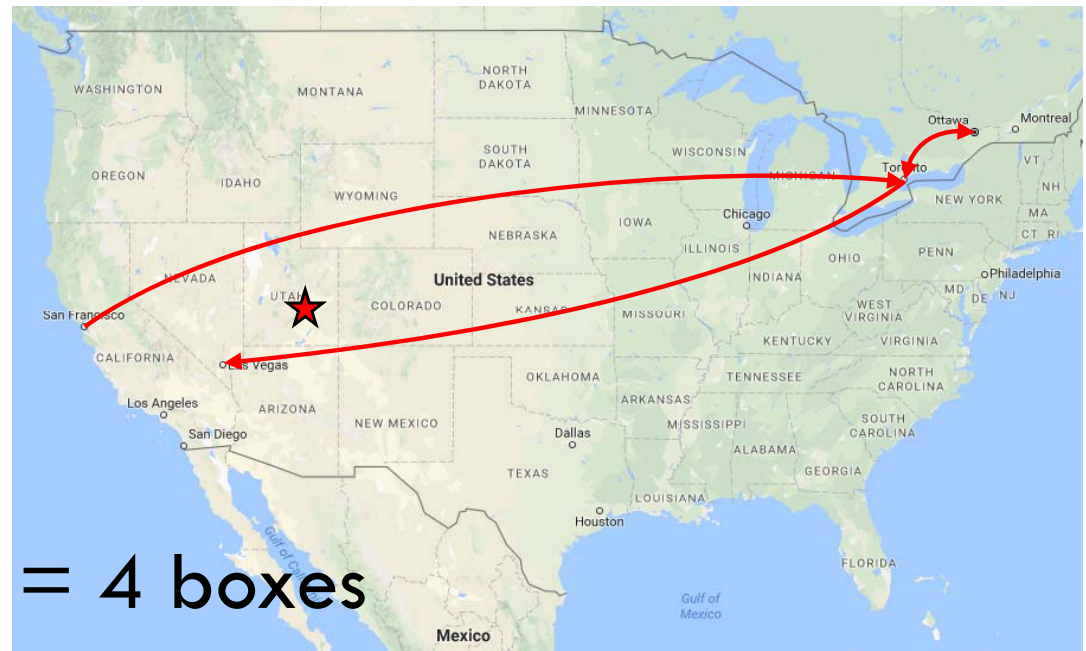 WASHINGTON
MONTANA
NORTH
DAKOTA
MINNESOTA
Ottawa
Montreal
OREGON
IDAHO
SOUTH
DAKOTA
WISCONSIN
MICHIGAN
Toronto
VT
NH
WYOMING
NEW YORK
MA
CT RI
IOWA
Chicago
NEBRASKA
ILLINOIS
INDIANA
OHIO
PENN
Philadelphia
NEVADA
UTAH
United States
COLORADO
KANSAS
MISSOURI
WEST
VIRGINIA
MD
DE
NJ
San Francisco
CALIFORNIA
Las Vegas
KENTUCKY
VIRGINIA
OKLAHOMA
TENNESSEE
NORTH
CAROLINA
Los Angeles
ARIZONA
NEW MEXICO
ARKANSAS
MISSISSIPPI
SOUTH
CAROLINA
San Diego
Dallas
ALABAMA
GEORGIA
TEXAS
LOUISIANA
Houston
Gulf of
FLORIDA
= 4 boxes
Gulf of
Mexico
Mexico